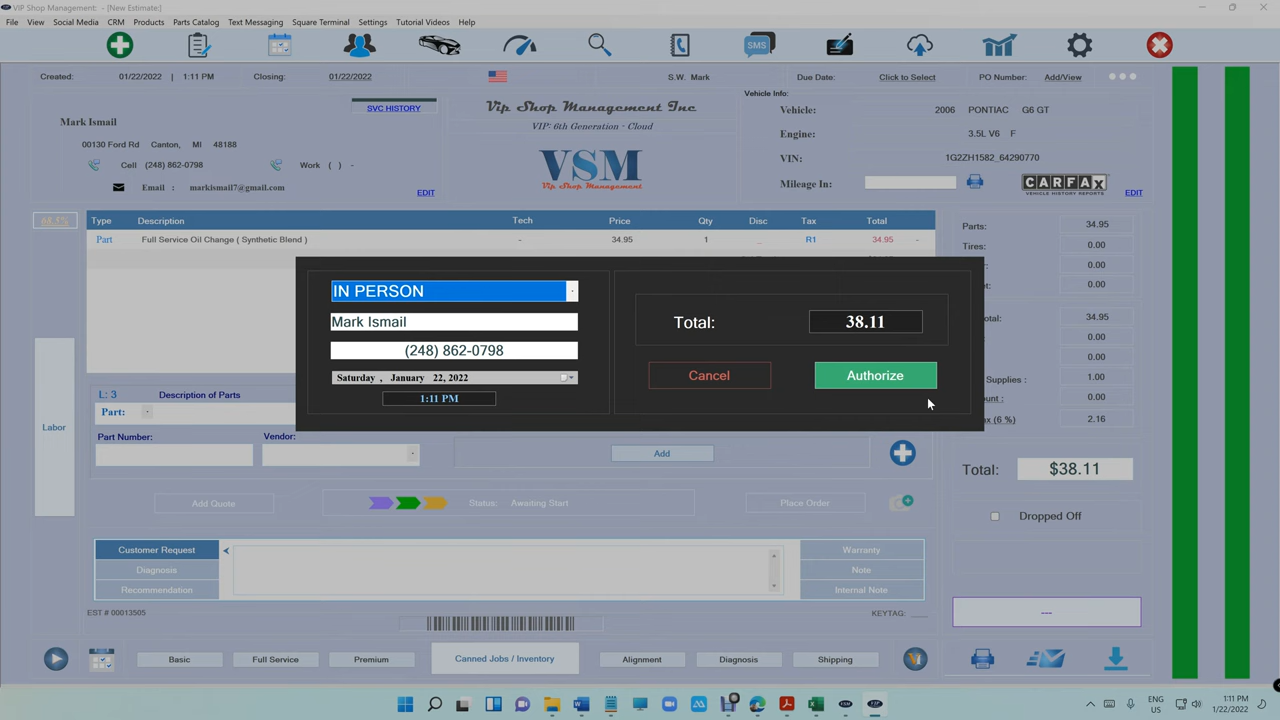 VIP Shop Management: - [New Estimate:]
File View Social Media CRM Products Parts Catalog Text Messaging Square Terminal Settings Tutorial Videos Help
SMS
Created: 01/22/2022 | 1:11 PM Closing: 01/22/2022 S.W. Mark Due Date: Click to Select PO Number: Add/View
Vehicle Info:
SVC HISTORY
Vip Shop Management Inc
VIP: 6th Generation - Cloud
VSM
Vip Shop Management
Mark Ismail
00130 Ford Rd Canton, MI 48188
Cell (248) 862-0798 Work ( ) -
Email : markismail7@gmail.com
EDIT
Vehicle: 2006 PONTIAC G6 GT
Engine: 3.5L V6 F
VIN: 1G2ZH1582_64290770
Mileage In:
CARFAX
VEHICLE HISTORY REPORTS
EDIT
68.5%
Type Description Tech Price Qty Disc Tax Total
Part Full Service Oil Change ( Synthetic Blend ) - 34.95 1 _ R1 34.95 -
Parts: 34.95
Tires: 0.00
0.00
0.00
otal: 34.95
0.00
0.00
Supplies : 1.00
ount : 0.00
x (6 %) 2.16
IN PERSON
Mark Ismail
(248) 862-0798
Saturday , January 22, 2022
1:11 PM
Total: 38.11
Cancel Authorize
Labor
L: 3 Description of Parts
Part:
Part Number: Vendor:
Add
Total: $38.11
Add Quote Status: Awaiting Start Place Order
Dropped Off
Customer Request
Diagnosis
Recommendation
Warranty
Note
Internal Note
EST # 00013505
KEYTAG: ____
---
Basic Full Service Premium Canned Jobs / Inventory Alignment Diagnosis Shipping
ENG
US
1:11 PM
1/22/2022